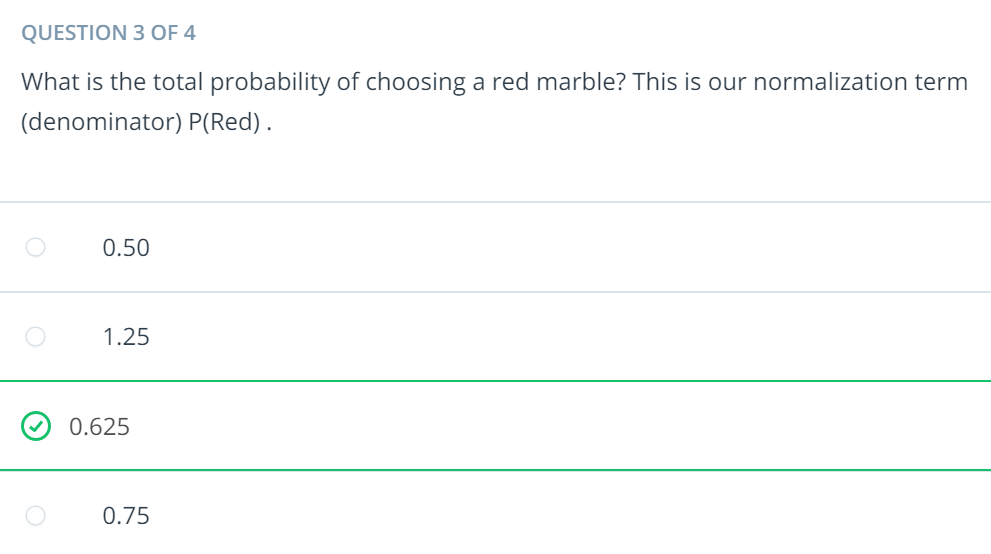 QUESTION 3 OF 4
What is the total probability of choosing a red marble? This is our normalization term
(denominator) P(Red) .
0.50
1.25
0.625
0.75